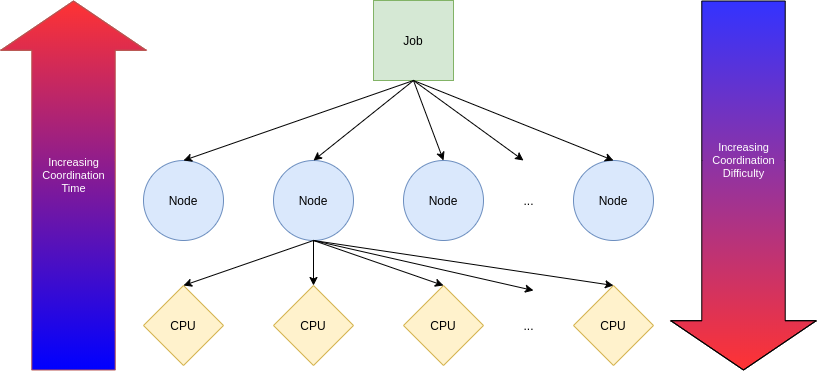 Job
Increasing
Coordination
Time
Increasing
Coordination
Difficulty
Node
Node
Node
...
Node
CPU
CPU
CPU
...
CPU